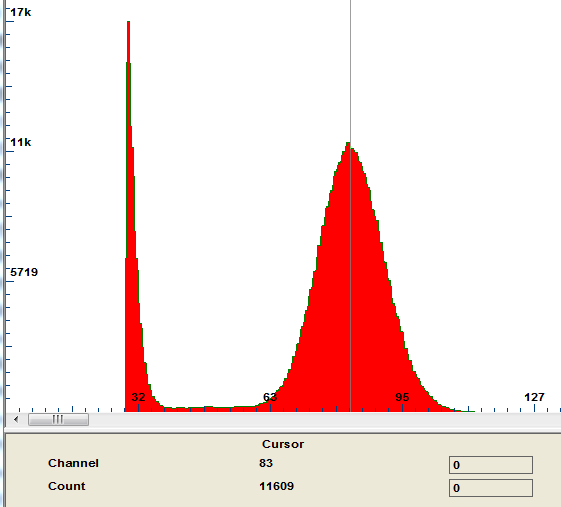 17k
11k
5719
32 63 95 127
Cursor
Channel 83 0
Count 11609 0